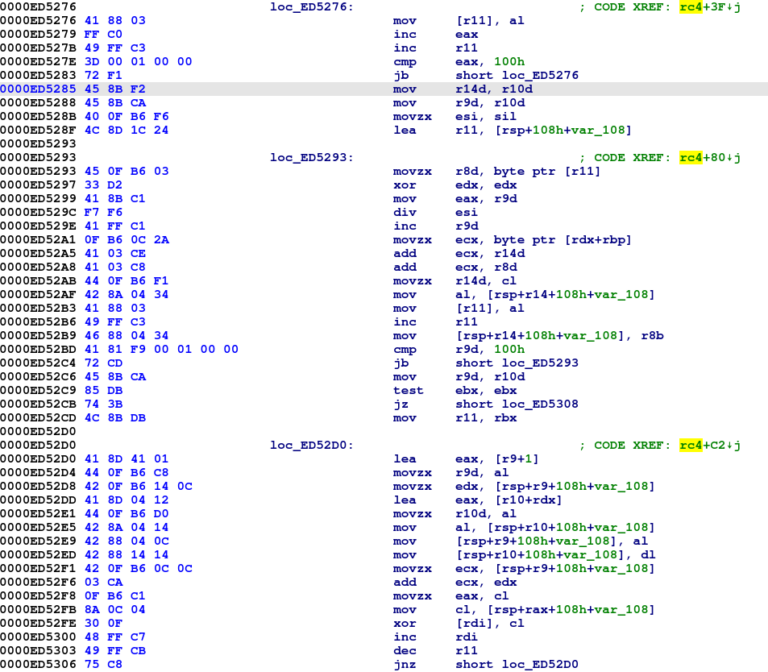 0000ED5276 loc_ED5276: ; CODE XREF: rc4+3F↓j
0000ED5276 41 88 03 mov [r11], al
0000ED5279 FF C0 inc eax
0000ED527B 49 FF C3 inc r11
0000ED527E 3D 00 01 00 00 cmp eax, 100h
0000ED5283 72 F1 jb short loc_ED5276
0000ED5285 45 8B F2 mov r14d, r10d
0000ED5288 45 8B CA mov r9d, r10d
0000ED528B 40 0F B6 F6 movzx esi, sil
0000ED528F 4C 8D 1C 24 lea r11, [rsp+108h+var_108]
0000ED5293
0000ED5293 loc_ED5293: ; CODE XREF: rc4+80↓j
0000ED5293 45 0F B6 03 movzx r8d, byte ptr [r11]
0000ED5297 33 D2 xor edx, edx
0000ED5299 41 8B C1 mov eax, r9d
0000ED529C F7 F6 div esi
0000ED529E 41 FF C1 inc r9d
0000ED52A1 0F B6 0C 2A movzx ecx, byte ptr [rdx+rbp]
0000ED52A5 41 03 CE add ecx, r14d
0000ED52A8 41 03 C8 add ecx, r8d
0000ED52AB 44 0F B6 F1 movzx r14d, cl
0000ED52AF 42 8A 04 34 mov al, [rsp+r14+108h+var_108]
0000ED52B3 41 88 03 mov [r11], al
0000ED52B6 49 FF C3 inc r11
0000ED52B9 46 88 04 34 mov [rsp+r14+108h+var_108], r8b
0000ED52BD 41 81 F9 00 01 00 00 cmp r9d, 100h
0000ED52C4 72 CD jb short loc_ED5293
0000ED52C6 45 8B CA mov r9d, r10d
0000ED52C9 85 DB test ebx, ebx
0000ED52CB 74 3B jz short loc_ED5308
0000ED52CD 4C 8B DB mov r11, rbx
0000ED52D0
0000ED52D0 loc_ED52D0: ; CODE XREF: rc4+C2↓j
0000ED52D0 41 8D 41 01 lea eax, [r9+1]
0000ED52D4 44 0F B6 C8 movzx r9d, al
0000ED52D8 42 0F B6 14 0C movzx edx, [rsp+r9+108h+var_108]
0000ED52DD 41 8D 04 12 lea eax, [r10+rdx]
0000ED52E1 44 0F B6 D0 movzx r10d, al
0000ED52E5 42 8A 04 14 mov al, [rsp+r10+108h+var_108]
0000ED52E9 42 88 04 0C mov [rsp+r9+108h+var_108], al
0000ED52ED 42 88 14 14 mov [rsp+r10+108h+var_108], dl
0000ED52F1 42 0F B6 0C 0C movzx ecx, [rsp+r9+108h+var_108]
0000ED52F6 03 CA add ecx, edx
0000ED52F8 0F B6 C1 movzx eax, cl
0000ED52FB 8A 0C 04 mov cl, [rsp+rax+108h+var_108]
0000ED52FE 30 0F xor [rdi], cl
0000ED5300 48 FF C7 inc rdi
0000ED5303 49 FF CB dec r11
0000ED5306 75 C8 jnz short loc_ED52D0